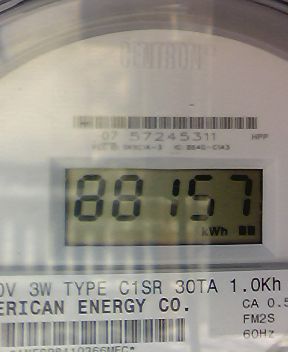 CENTRON
07 57245311 HPP
88157
kWh
0V 3W TYPE C1SR 30TA 1.0Kh
ERICAN ENERGY CO.
CA 0.5
FM2S
60Hz